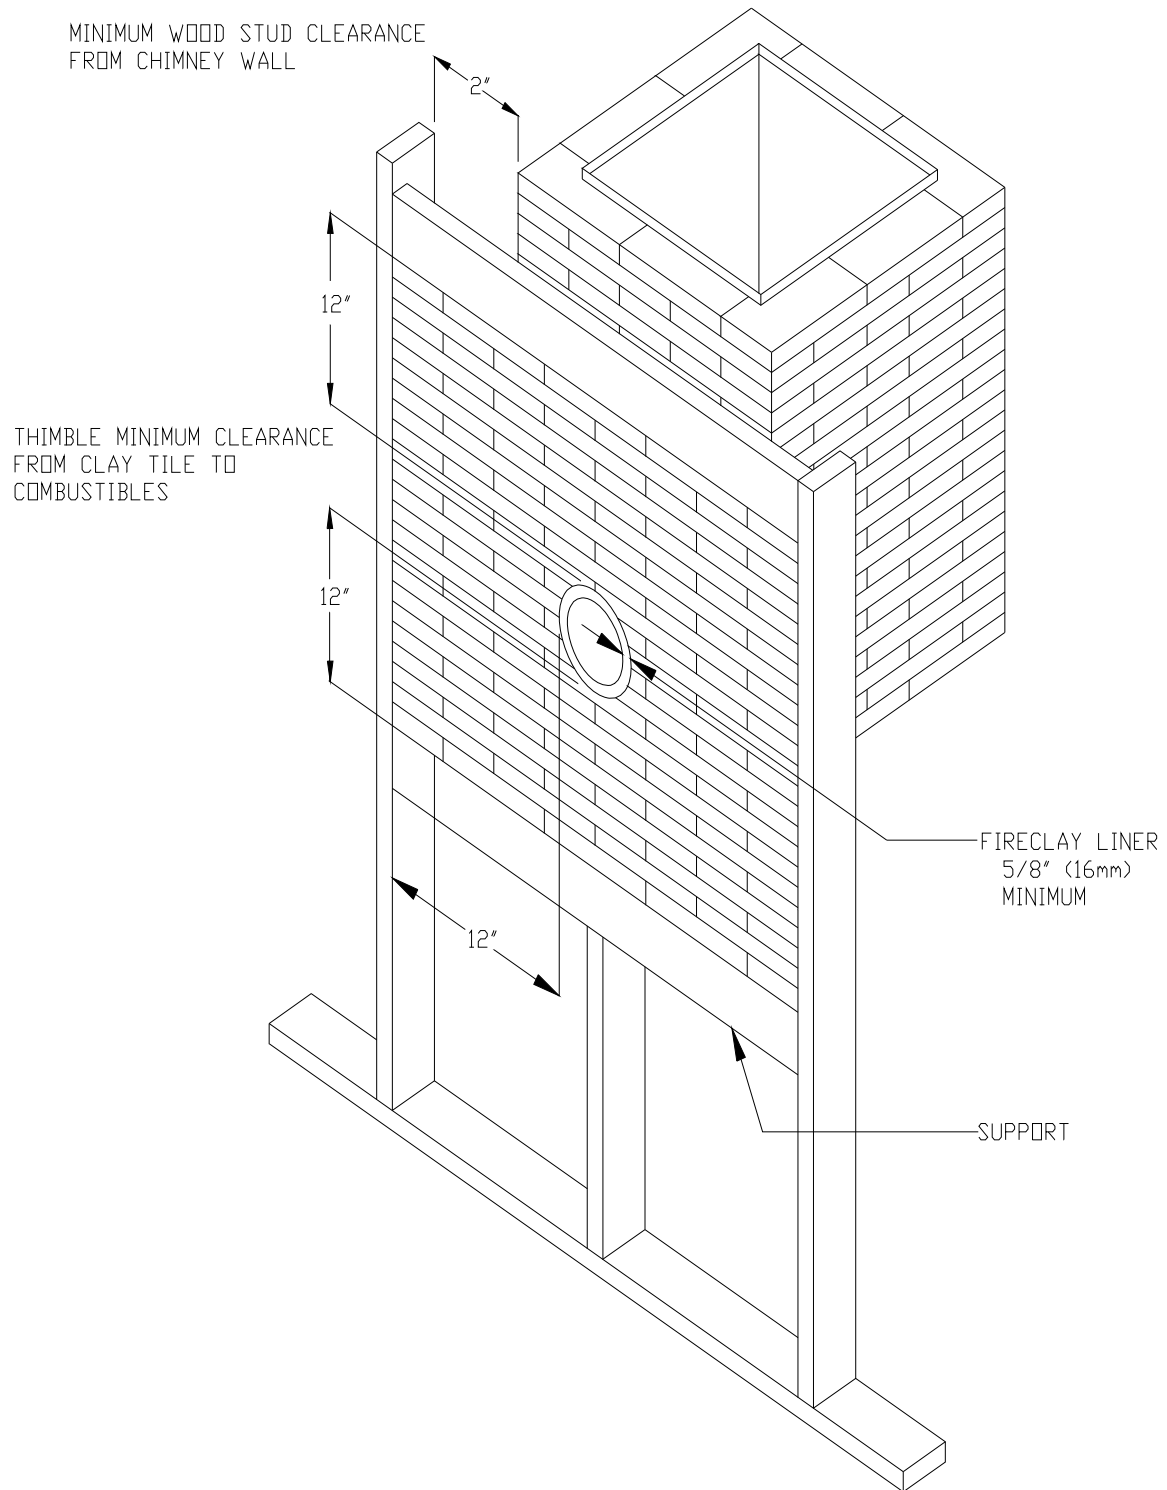 MINIMUM WOOD STUD CLEARANCE
FROM CHIMNEY WALL
2"
12"
THIMBLE MINIMUM CLEARANCE
FROM CLAY TILE TO
COMBUSTIBLES
12"
FIRECLAY LINER
5/8" (16mm)
MINIMUM
12"
SUPPORT